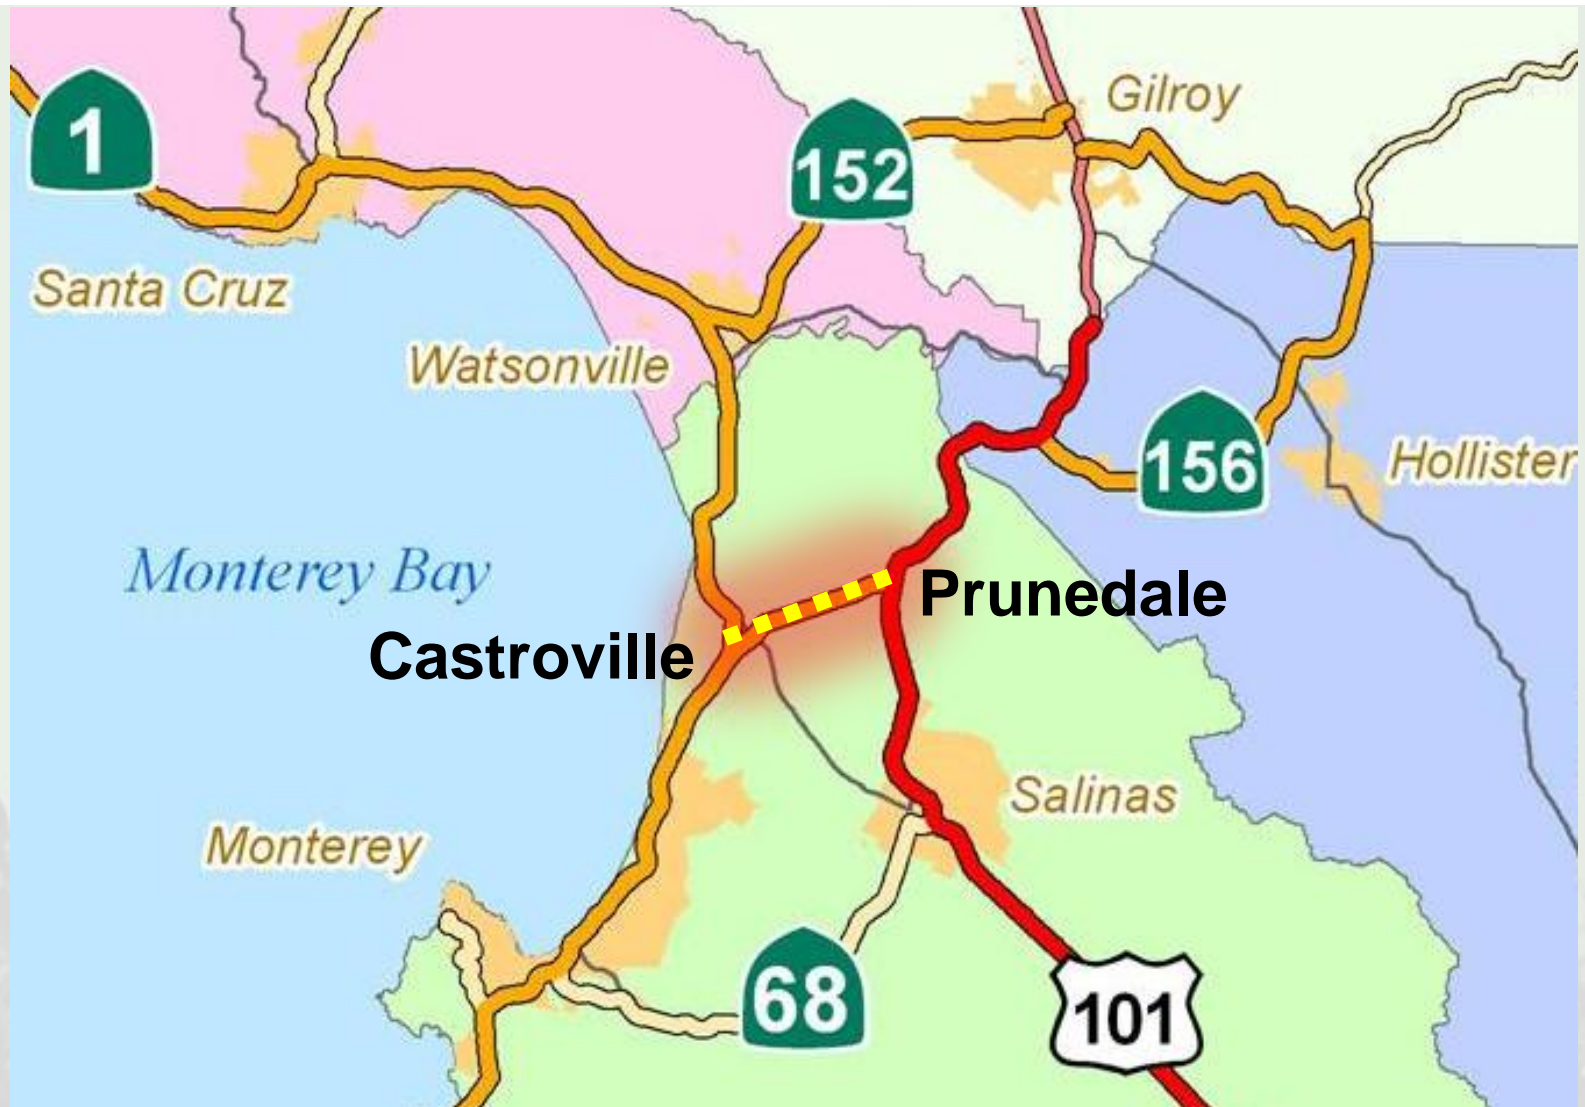 Gilroy
1
152
Santa Cruz
Watsonville
156
Hollister
Monterey Bay
Prunedale
Castroville
Salinas
Monterey
68
101